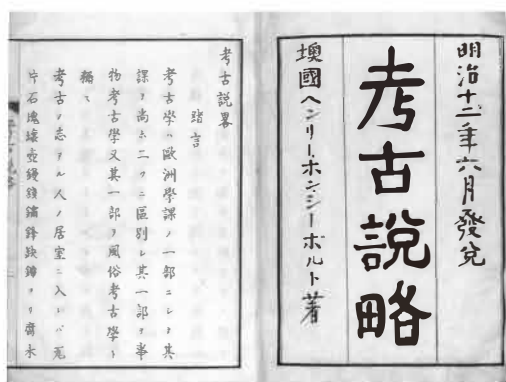 明治十二年六月發兌
考古說略
墺國ヘンリーホンシーボルト著
考古說畧
緒言
考古學ハ歐洲學課ノ一部ニシテ其
課ヲ尚ホ二ツニ區別シ其一部ヲ事
物考古學又其一部ヲ風俗考古學ト
稱ス
考古ノ志アル人ノ居室ニ入レハ瓦
片石塊壞壺